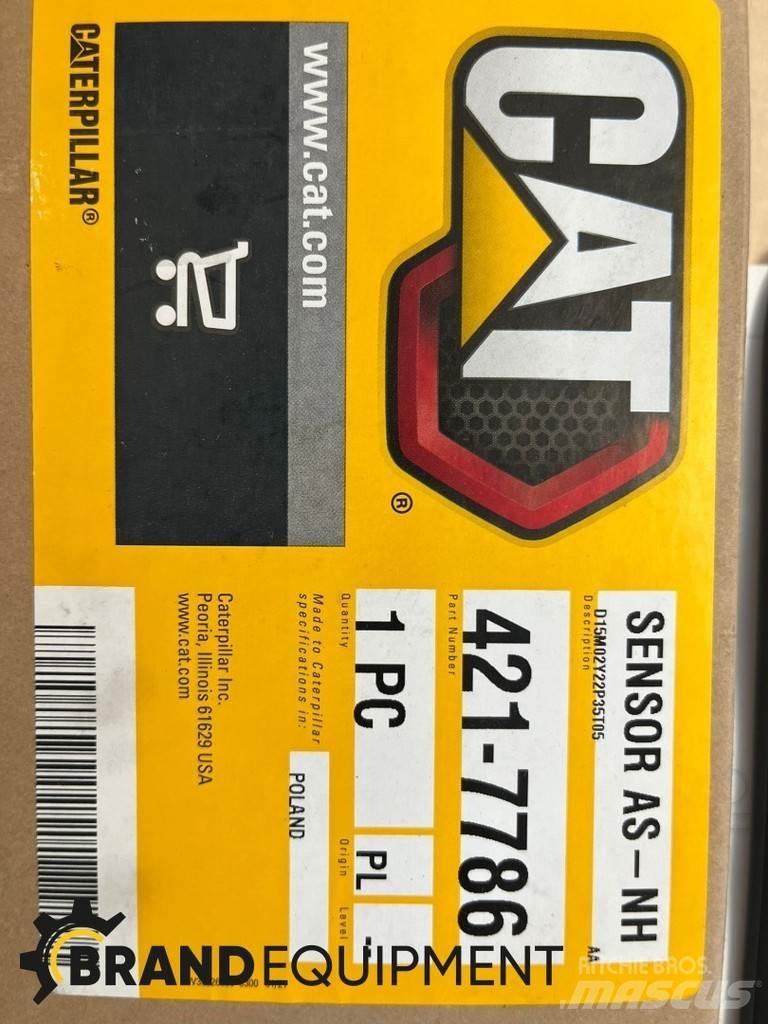 CAT
®
www.cat.com
CATERPILLAR®
SENSOR AS-NH
AA
D15M02Y22P35T05
Description
421-7786
Part Number
1 PC
PL
Quantity
Origin
Level
Made to Caterpillar
specifications in:
POLAND
Caterpillar Inc.
Peoria, Illinois 61629 USA
www.cat.com
BRANDEQUIPMENT
RITCHIE BROS.
MASCUS